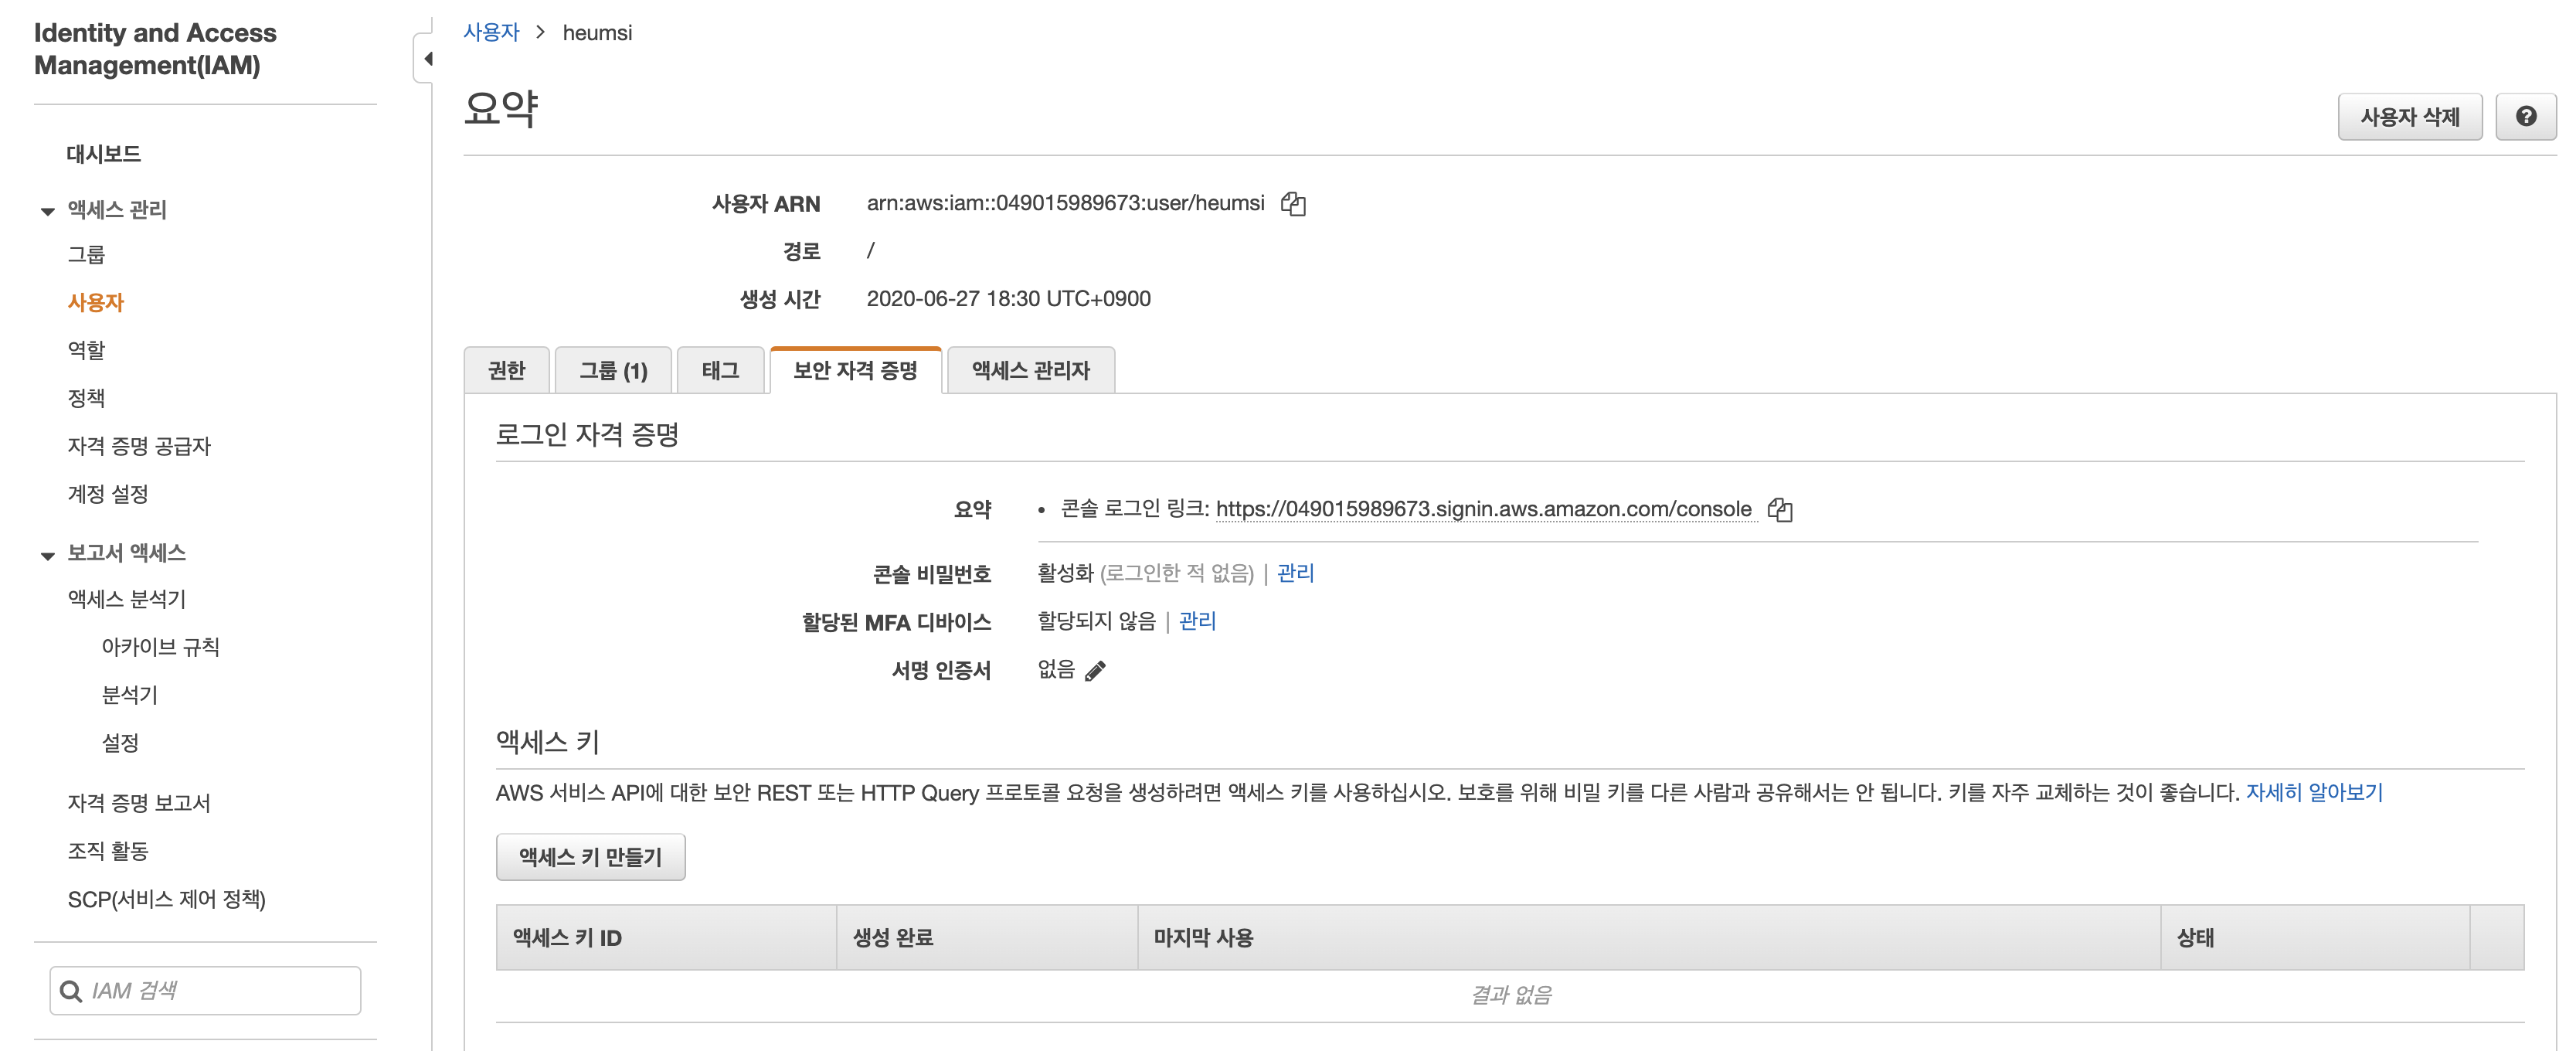 Identity and Access
Management(IAM)
대시보드
액세스 관리
그룹
사용자
역할
정책
자격 증명 공급자
계정 설정
보고서 액세스
액세스 분석기
아카이브 규칙
분석기
설정
자격 증명 보고서
조직 활동
SCP(서비스 제어 정책)
IAM 검색
사용자 > heumsi
요약
사용자 삭제
사용자 ARN arn:aws:iam::049015989673:user/heumsi
경로 /
생성 시간 2020-06-27 18:30 UTC+0900
권한 그룹 (1) 태그 보안 자격 증명 액세스 관리자
로그인 자격 증명
요약 • 콘솔 로그인 링크: https://049015989673.signin.aws.amazon.com/console
콘솔 비밀번호 활성화 (로그인한 적 없음) | 관리
할당된 MFA 디바이스 할당되지 않음 | 관리
서명 인증서 없음
액세스 키
AWS 서비스 API에 대한 보안 REST 또는 HTTP Query 프로토콜 요청을 생성하려면 액세스 키를 사용하십시오. 보호를 위해 비밀 키를 다른 사람과 공유해서는 안 됩니다. 키를 자주 교체하는 것이 좋습니다. 자세히 알아보기
액세스 키 만들기
액세스 키 ID 생성 완료 마지막 사용 상태
결과 없음